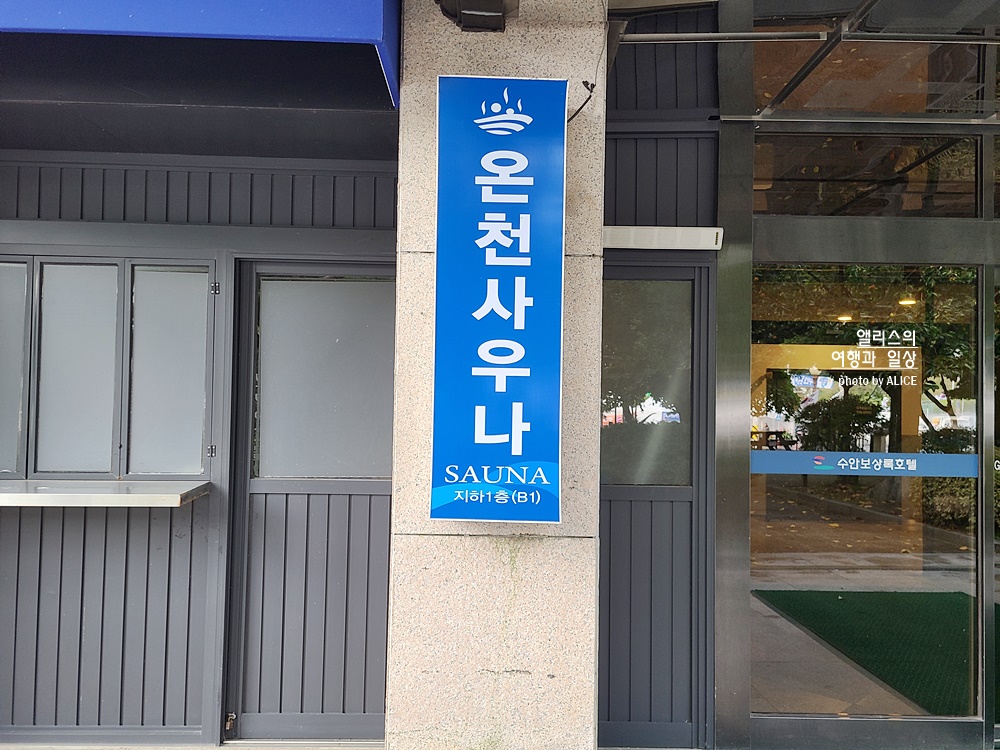 온천사우나
SAUNA
지하1층(B1)
앨리스의
여행과 일상
photo by ALICE
수안보상록호텔